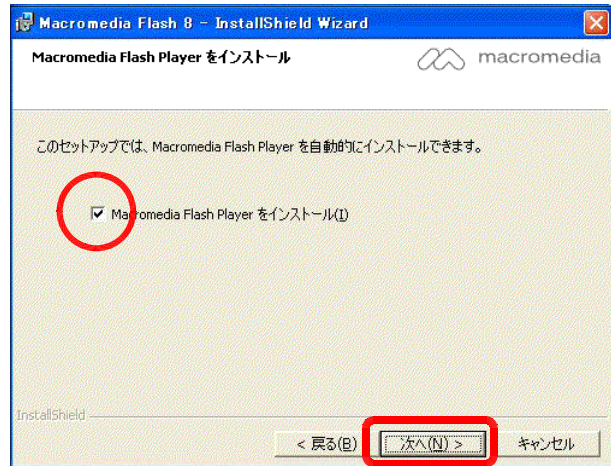 Macromedia Flash 8 - InstallShield Wizard
Macromedia Flash Player をインストール
macromedia
このセットアップでは、Macromedia Flash Player を自動的にインストールできます。
Macromedia Flash Player をインストール(I)
InstallShield
< 戻る(B)
次へ(N) >
キャンセル